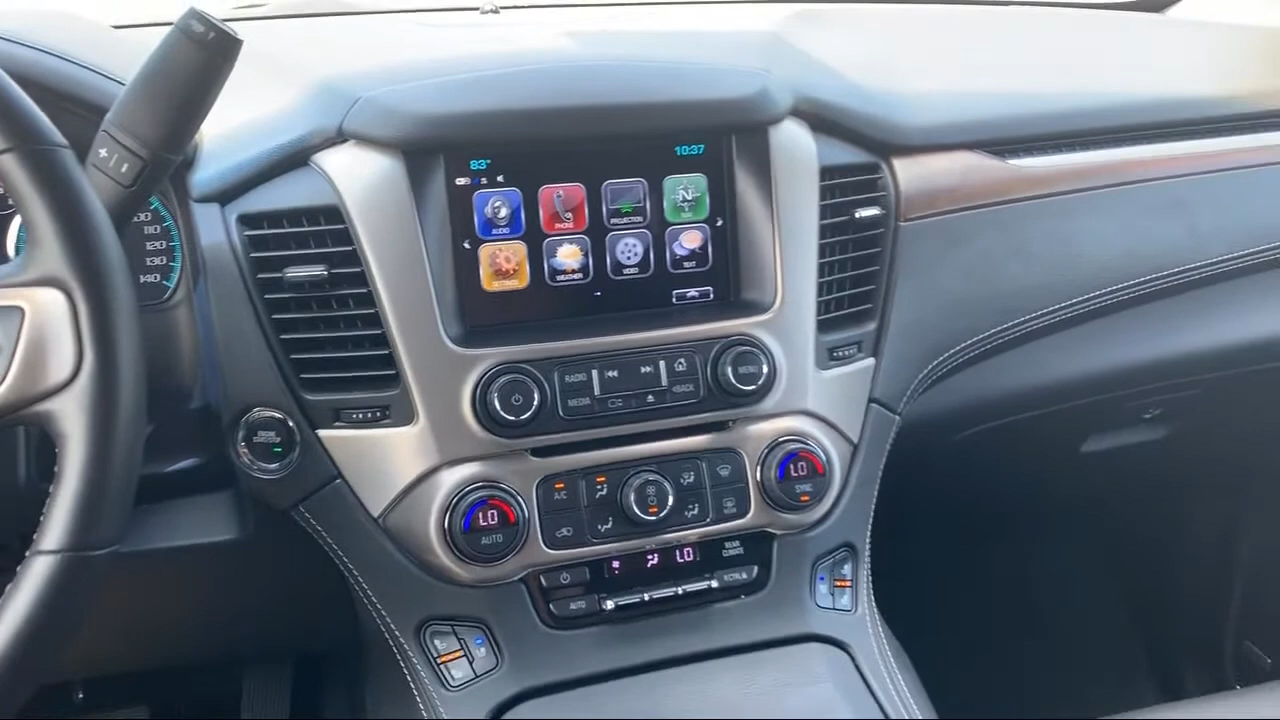 83°
10:37
AUDIO
PHONE
PROJECTION
N
NAV
SETTINGS
WEATHER
VIDEO
TEXT
100
110
120
130
140
+
-
RADIO
MEDIA
BACK
MENU
ENGINE
START/STOP
A/C
LO
AUTO
LO
SYNC
LO
REAR
CLIMATE
AUTO